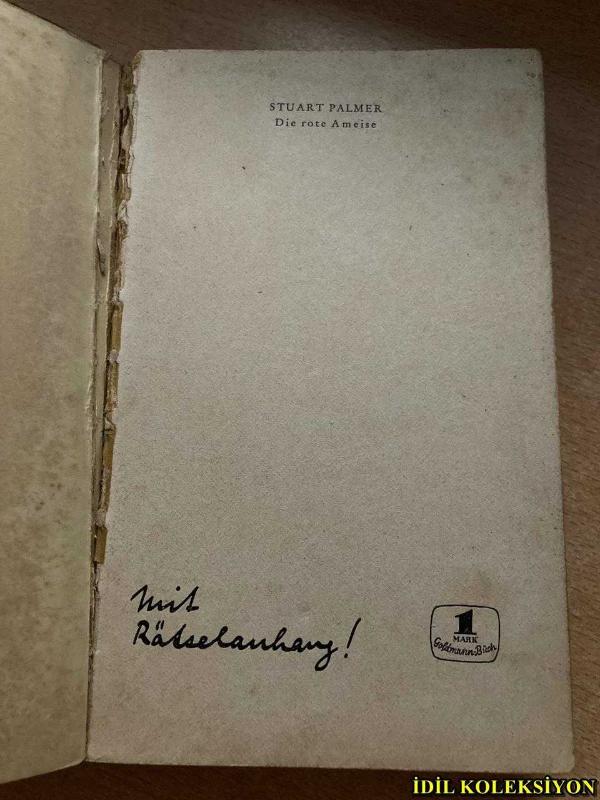 STUART PALMER
Die rote Ameise
Mit
Rätselanhang!
1
MARK
Goldmann-Buch
İDİL KOLEKSİYON